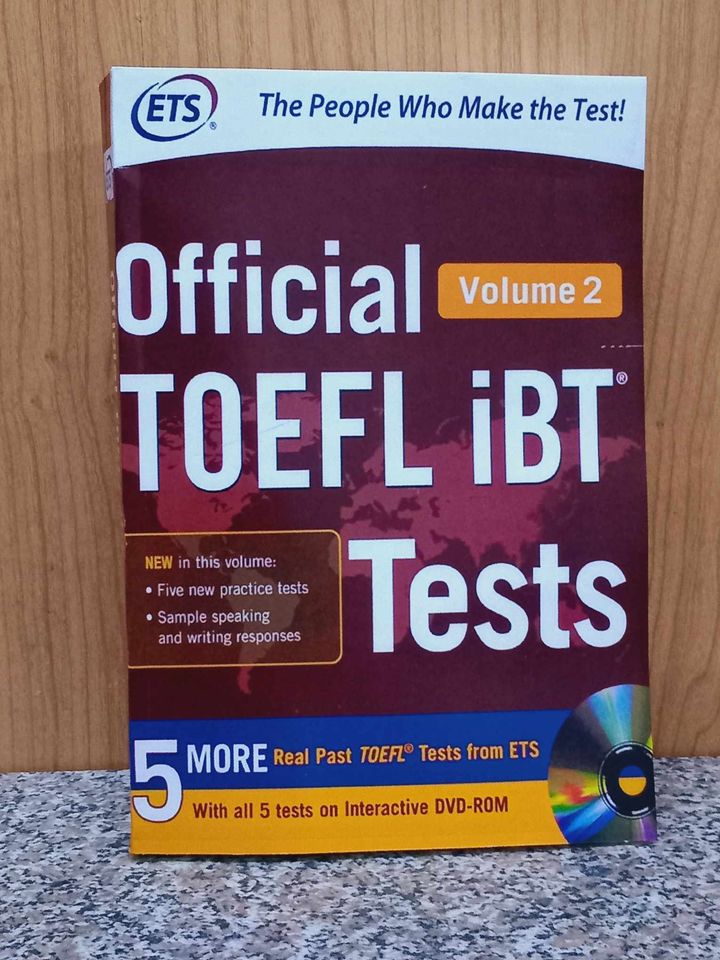 ETS®
The People Who Make the Test!
Official
Volume 2
TOEFL iBT®
Tests
NEW in this volume:
• Five new practice tests
• Sample speaking
and writing responses
5 MORE Real Past TOEFL® Tests from ETS
With all 5 tests on Interactive DVD-ROM